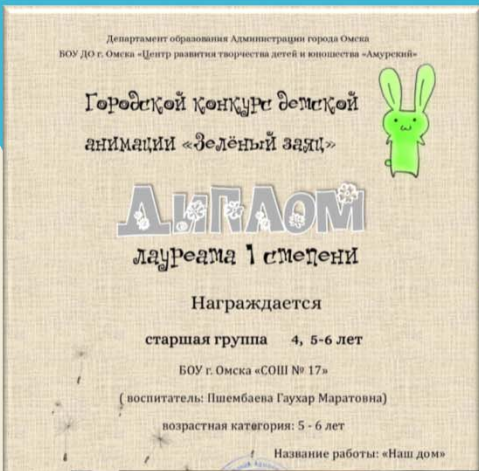 Департамент образования Администрации города Омска
БОУ ДО г. Омска «Центр развития творчества детей и юношества «Амурский»
Городской конкурс детской
анимации «Зелёный заяц»
ДИПЛОМ
лауреата 1 степени
Награждается
старшая группа 4, 5-6 лет
БОУ г. Омска «СОШ № 17»
( воспитатель: Пшембаева Гаухар Маратовна)
возрастная категория: 5 - 6 лет
Название работы: «Наш дом»